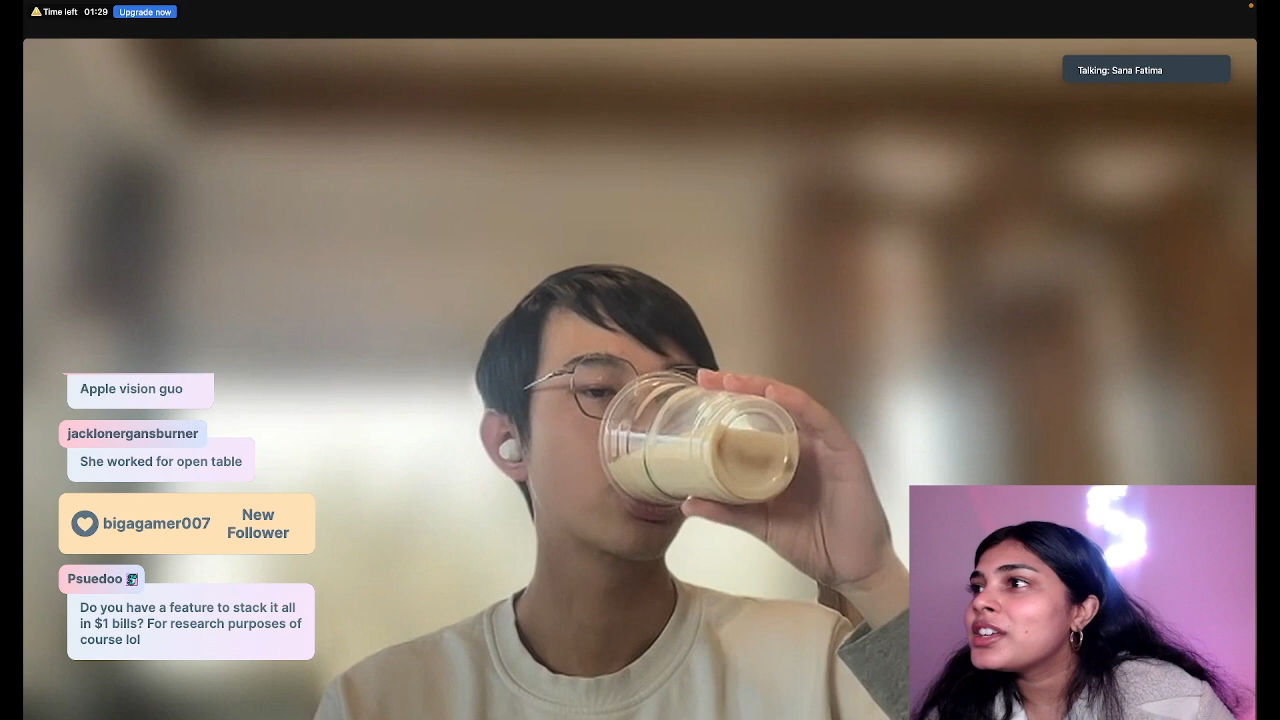 Time left 01:29 Upgrade now
Talking: Sana Fatima
Apple vision guo
jacklonergansburner
She worked for open table
bigagamer007 New
Follower
Psuedoo
Do you have a feature to stack it all
in $1 bills? For research purposes of
course lol